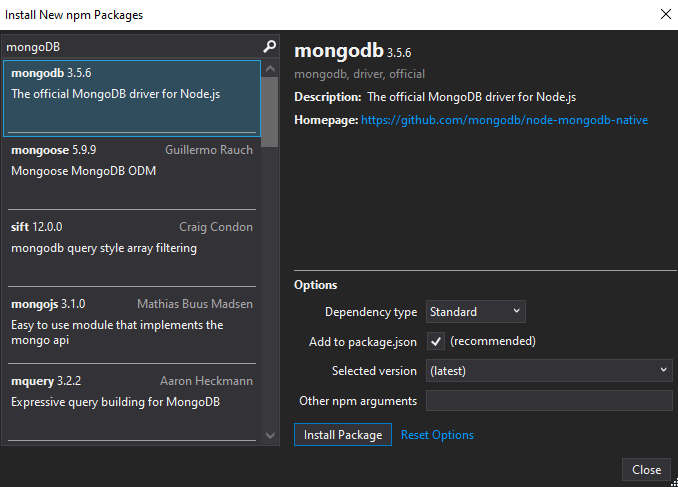 Install New npm Packages
mongoDB
mongodb 3.5.6
The official MongoDB driver for Node.js
mongoose 5.9.9 Guillermo Rauch
Mongoose MongoDB ODM
sift 12.0.0 Craig Condon
mongodb query style array filtering
mongojs 3.1.0 Mathias Buus Madsen
Easy to use module that implements the
mongo api
mquery 3.2.2 Aaron Heckmann
Expressive query building for MongoDB
mongodb 3.5.6
mongodb, driver, official
Description: The official MongoDB driver for Node.js
Homepage: https://github.com/mongodb/node-mongodb-native
Options
Dependency type Standard
Add to package.json (recommended)
Selected version (latest)
Other npm arguments
Install Package Reset Options
Close